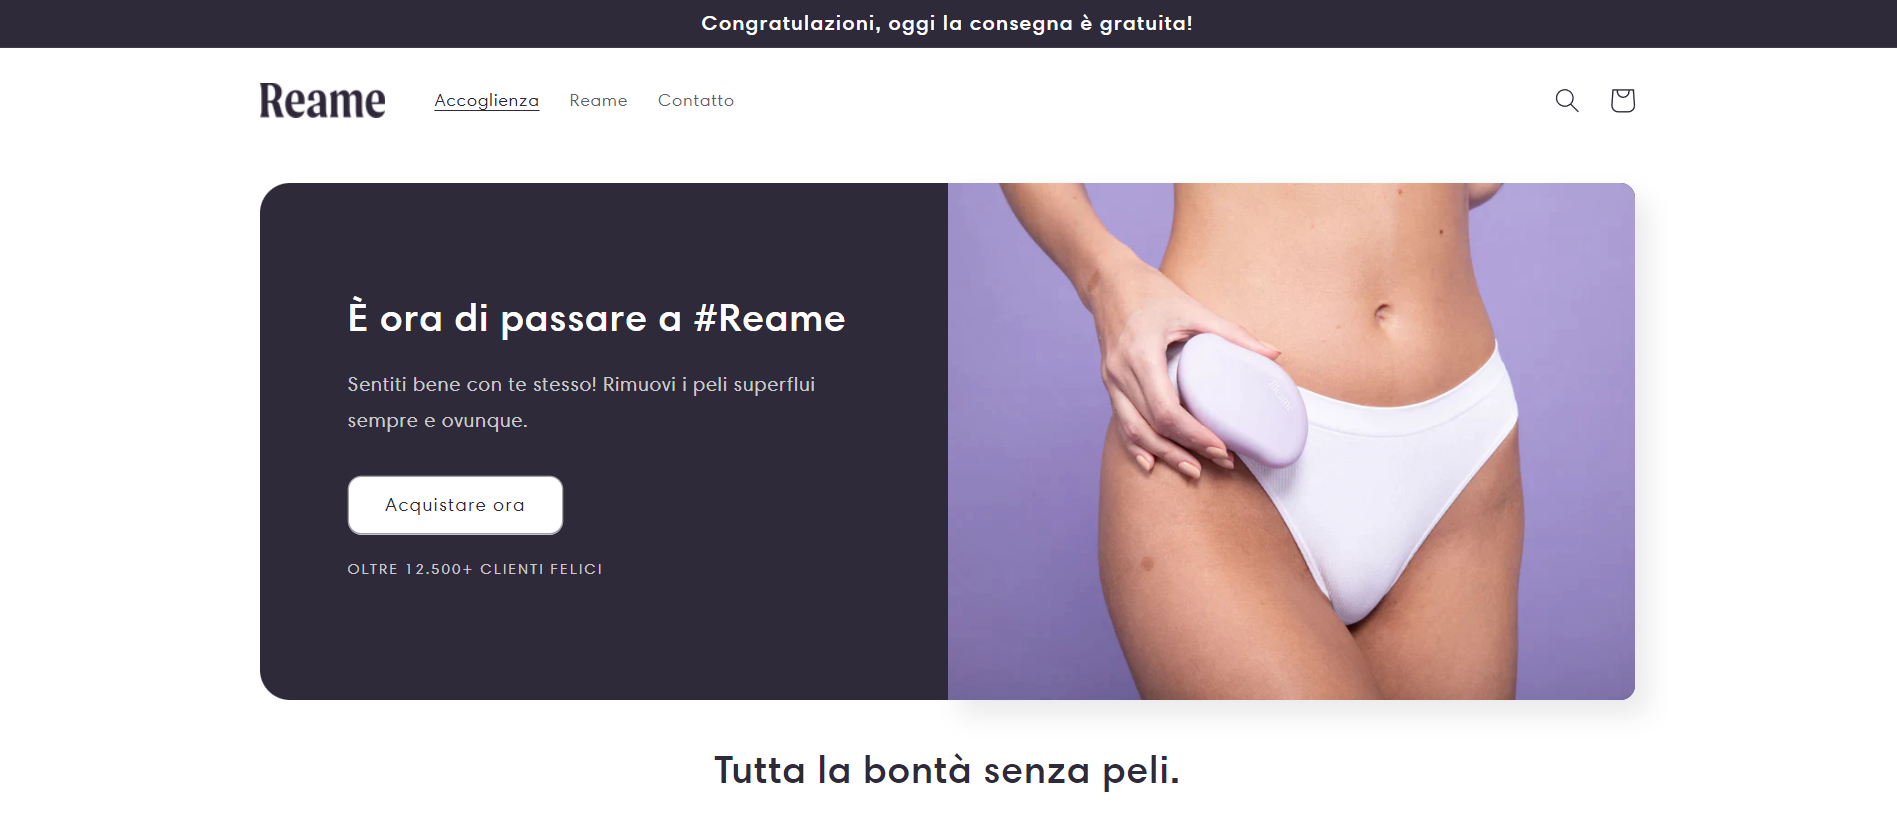 Congratulazioni, oggi la consegna è gratuita!
Reame
Accoglienza
Reame
Contatto
È ora di passare a #Reame
Sentiti bene con te stesso! Rimuovi i peli superflui
sempre e ovunque.
Acquistare ora
OLTRE 12.500+ CLIENTI FELICI
Tutta la bontà senza peli.